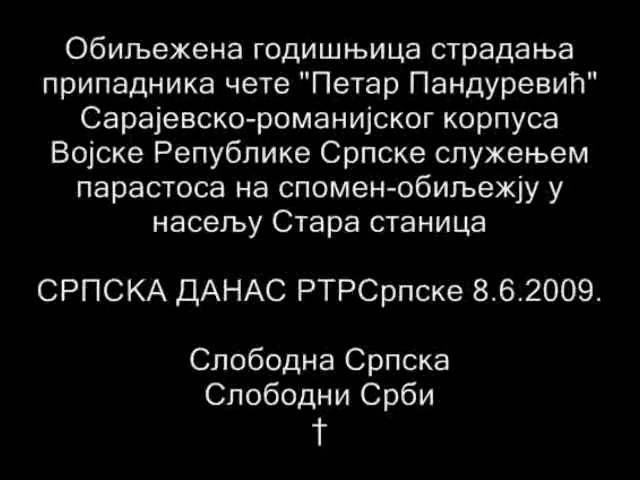 Обиљежена годишњица страдања
припадника чете "Петар Пандуревић"
Сарајевско-романијског корпуса
Војске Републике Српске служењем
парастоса на спомен-обиљежју у
насељу Стара станица
СРПСКА ДАНАС РТРСрпске 8.6.2009.
Слободна Српска
Слободни Срби
†